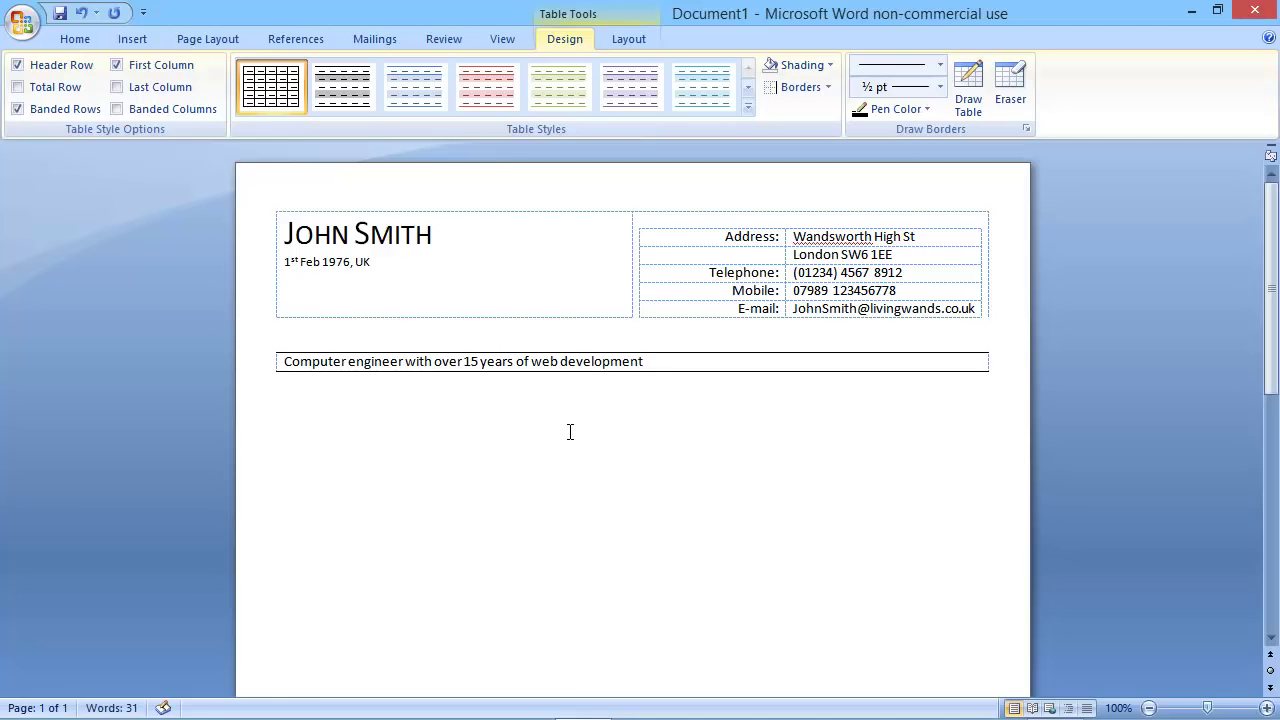 Table Tools
Document1 - Microsoft Word non-commercial use
Home Insert Page Layout References Mailings Review View Design Layout
Header Row First Column
Total Row Last Column
Banded Rows Banded Columns
Table Style Options
Table Styles
Shading
Borders
½ pt
Pen Color
Draw Table
Eraser
Draw Borders
JOHN SMITH
1st Feb 1976, UK
Address: Wandsworth High St
London SW6 1EE
Telephone: (01234) 4567 8912
Mobile: 07989 123456778
E-mail: JohnSmith@livingwands.co.uk
Computer engineer with over 15 years of web development
Page: 1 of 1 Words: 31 100%